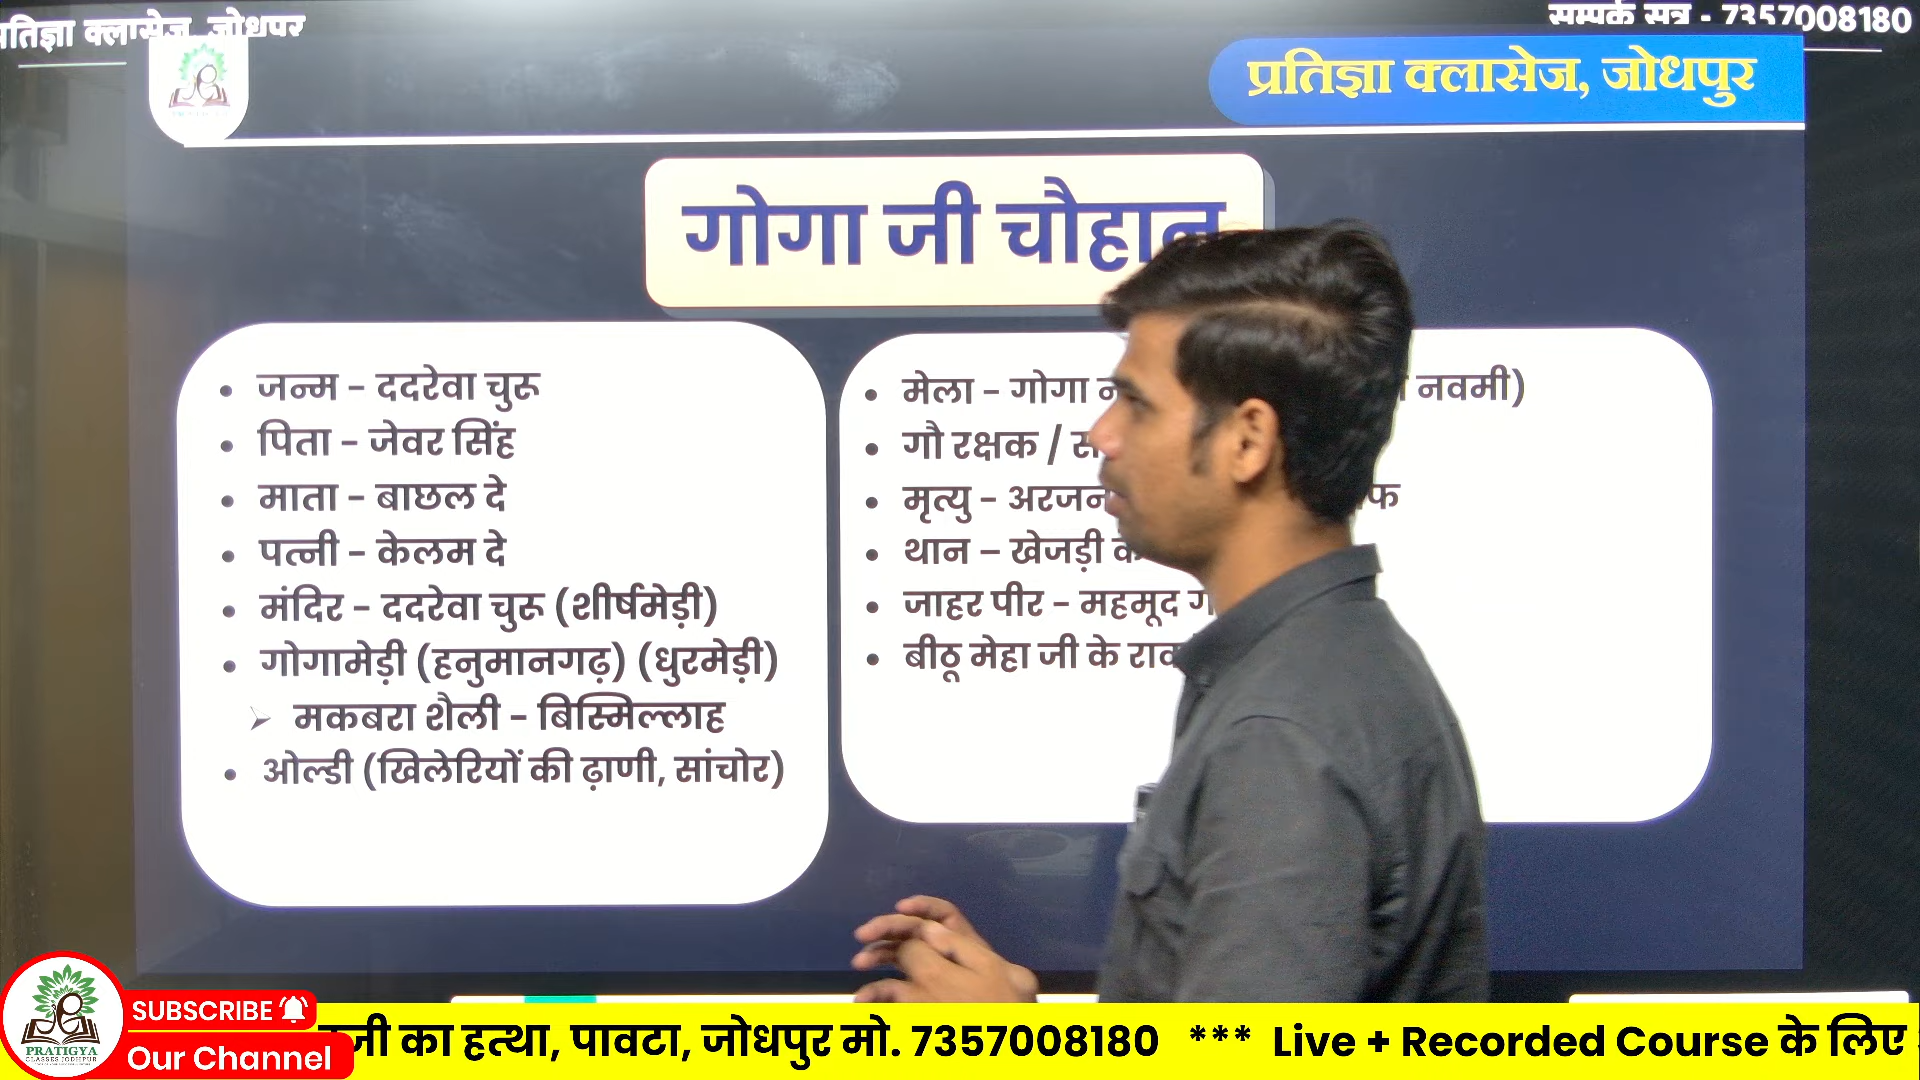 प्रतिज्ञा क्लासेज, जोधपुर
सम्पर्क सूत्र - 7357008180
प्रतिज्ञा क्लासेज, जोधपुर
गोगा जी चौहान
• जन्म – ददरेवा चुरू
• पिता – जेवर सिंह
• माता – बाछल दे
• पत्नी – केलम दे
• मंदिर – ददरेवा चुरू (शीर्षमेड़ी)
• गोगामेड़ी (हनुमानगढ़) (धुरमेड़ी)
➢ मकबरा शैली – बिस्मिल्लाह
• ओल्डी (खिलेरियों की ढ़ाणी, सांचोर)
• मेला – गोगा नवमी)
• गौ रक्षक /
• मृत्यु – अरजन
• थान – खेजड़ी
• जाहर पीर – महमूद
• बीठू मेहा जी के
SUBSCRIBE
Our Channel
PRATIGYA
CLASSES JODHPUR
का हत्था, पावटा, जोधपुर मो. 7357008180 *** Live + Recorded Course के लिए